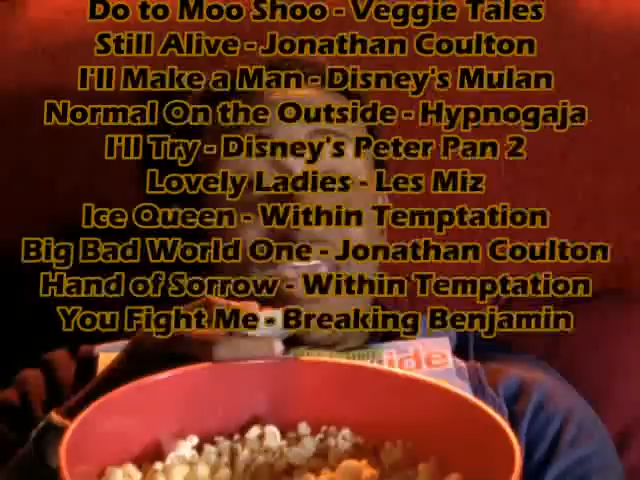 Do to Moo Shoo - Veggie Tales
Still Alive - Jonathan Coulton
I'll Make a Man - Disney's Mulan
Normal On the Outside - Hypnogaja
I'll Try - Disney's Peter Pan 2
Lovely Ladies - Les Miz
Ice Queen - Within Temptation
Big Bad World One - Jonathan Coulton
Hand of Sorrow - Within Temptation
You Fight Me - Breaking Benjamin
ide